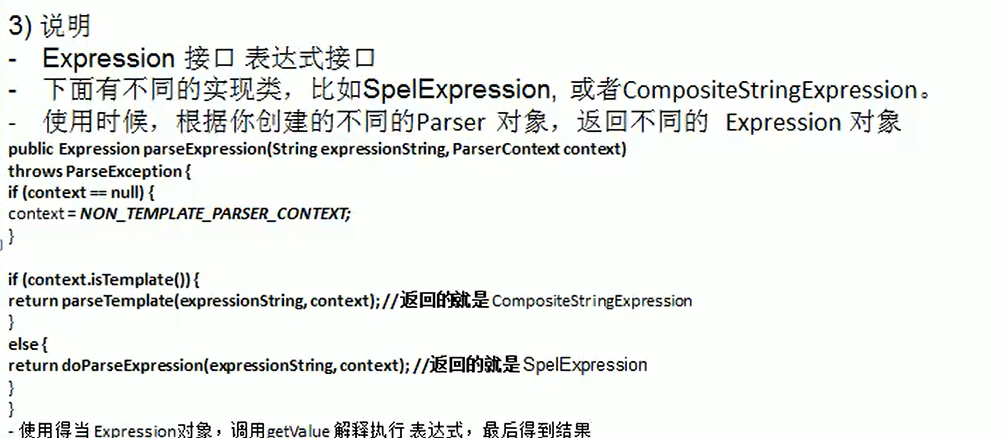 3) 说明
- Expression 接口 表达式接口
- 下面有不同的实现类，比如SpelExpression, 或者CompositeStringExpression。
- 使用时候，根据你创建的不同的Parser 对象，返回不同的 Expression 对象
public Expression parseExpression(String expressionString, ParserContext context)
throws ParseException {
if (context == null) {
context = NON_TEMPLATE_PARSER_CONTEXT;
}
if (context.isTemplate()) {
return parseTemplate(expressionString, context); //返回的就是 CompositeStringExpression
}
else {
return doParseExpression(expressionString, context); //返回的就是 SpelExpression
}
}
- 使用得当 Expression对象，调用getValue 解释执行 表达式，最后得到结果